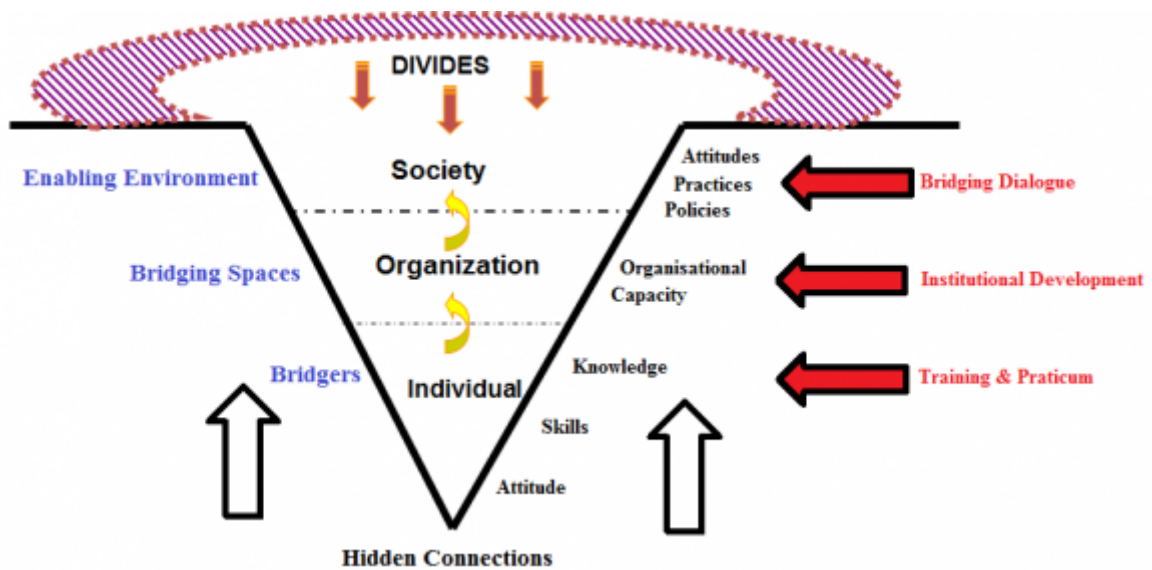 DIVIDES
Society
Enabling Environment
Attitudes
Practices
Policies
Bridging Dialogue
Organization
Bridging Spaces
Organisational
Capacity
Institutional Development
Bridgers
Individual
Knowledge
Skills
Attitude
Training & Praticum
Hidden Connections